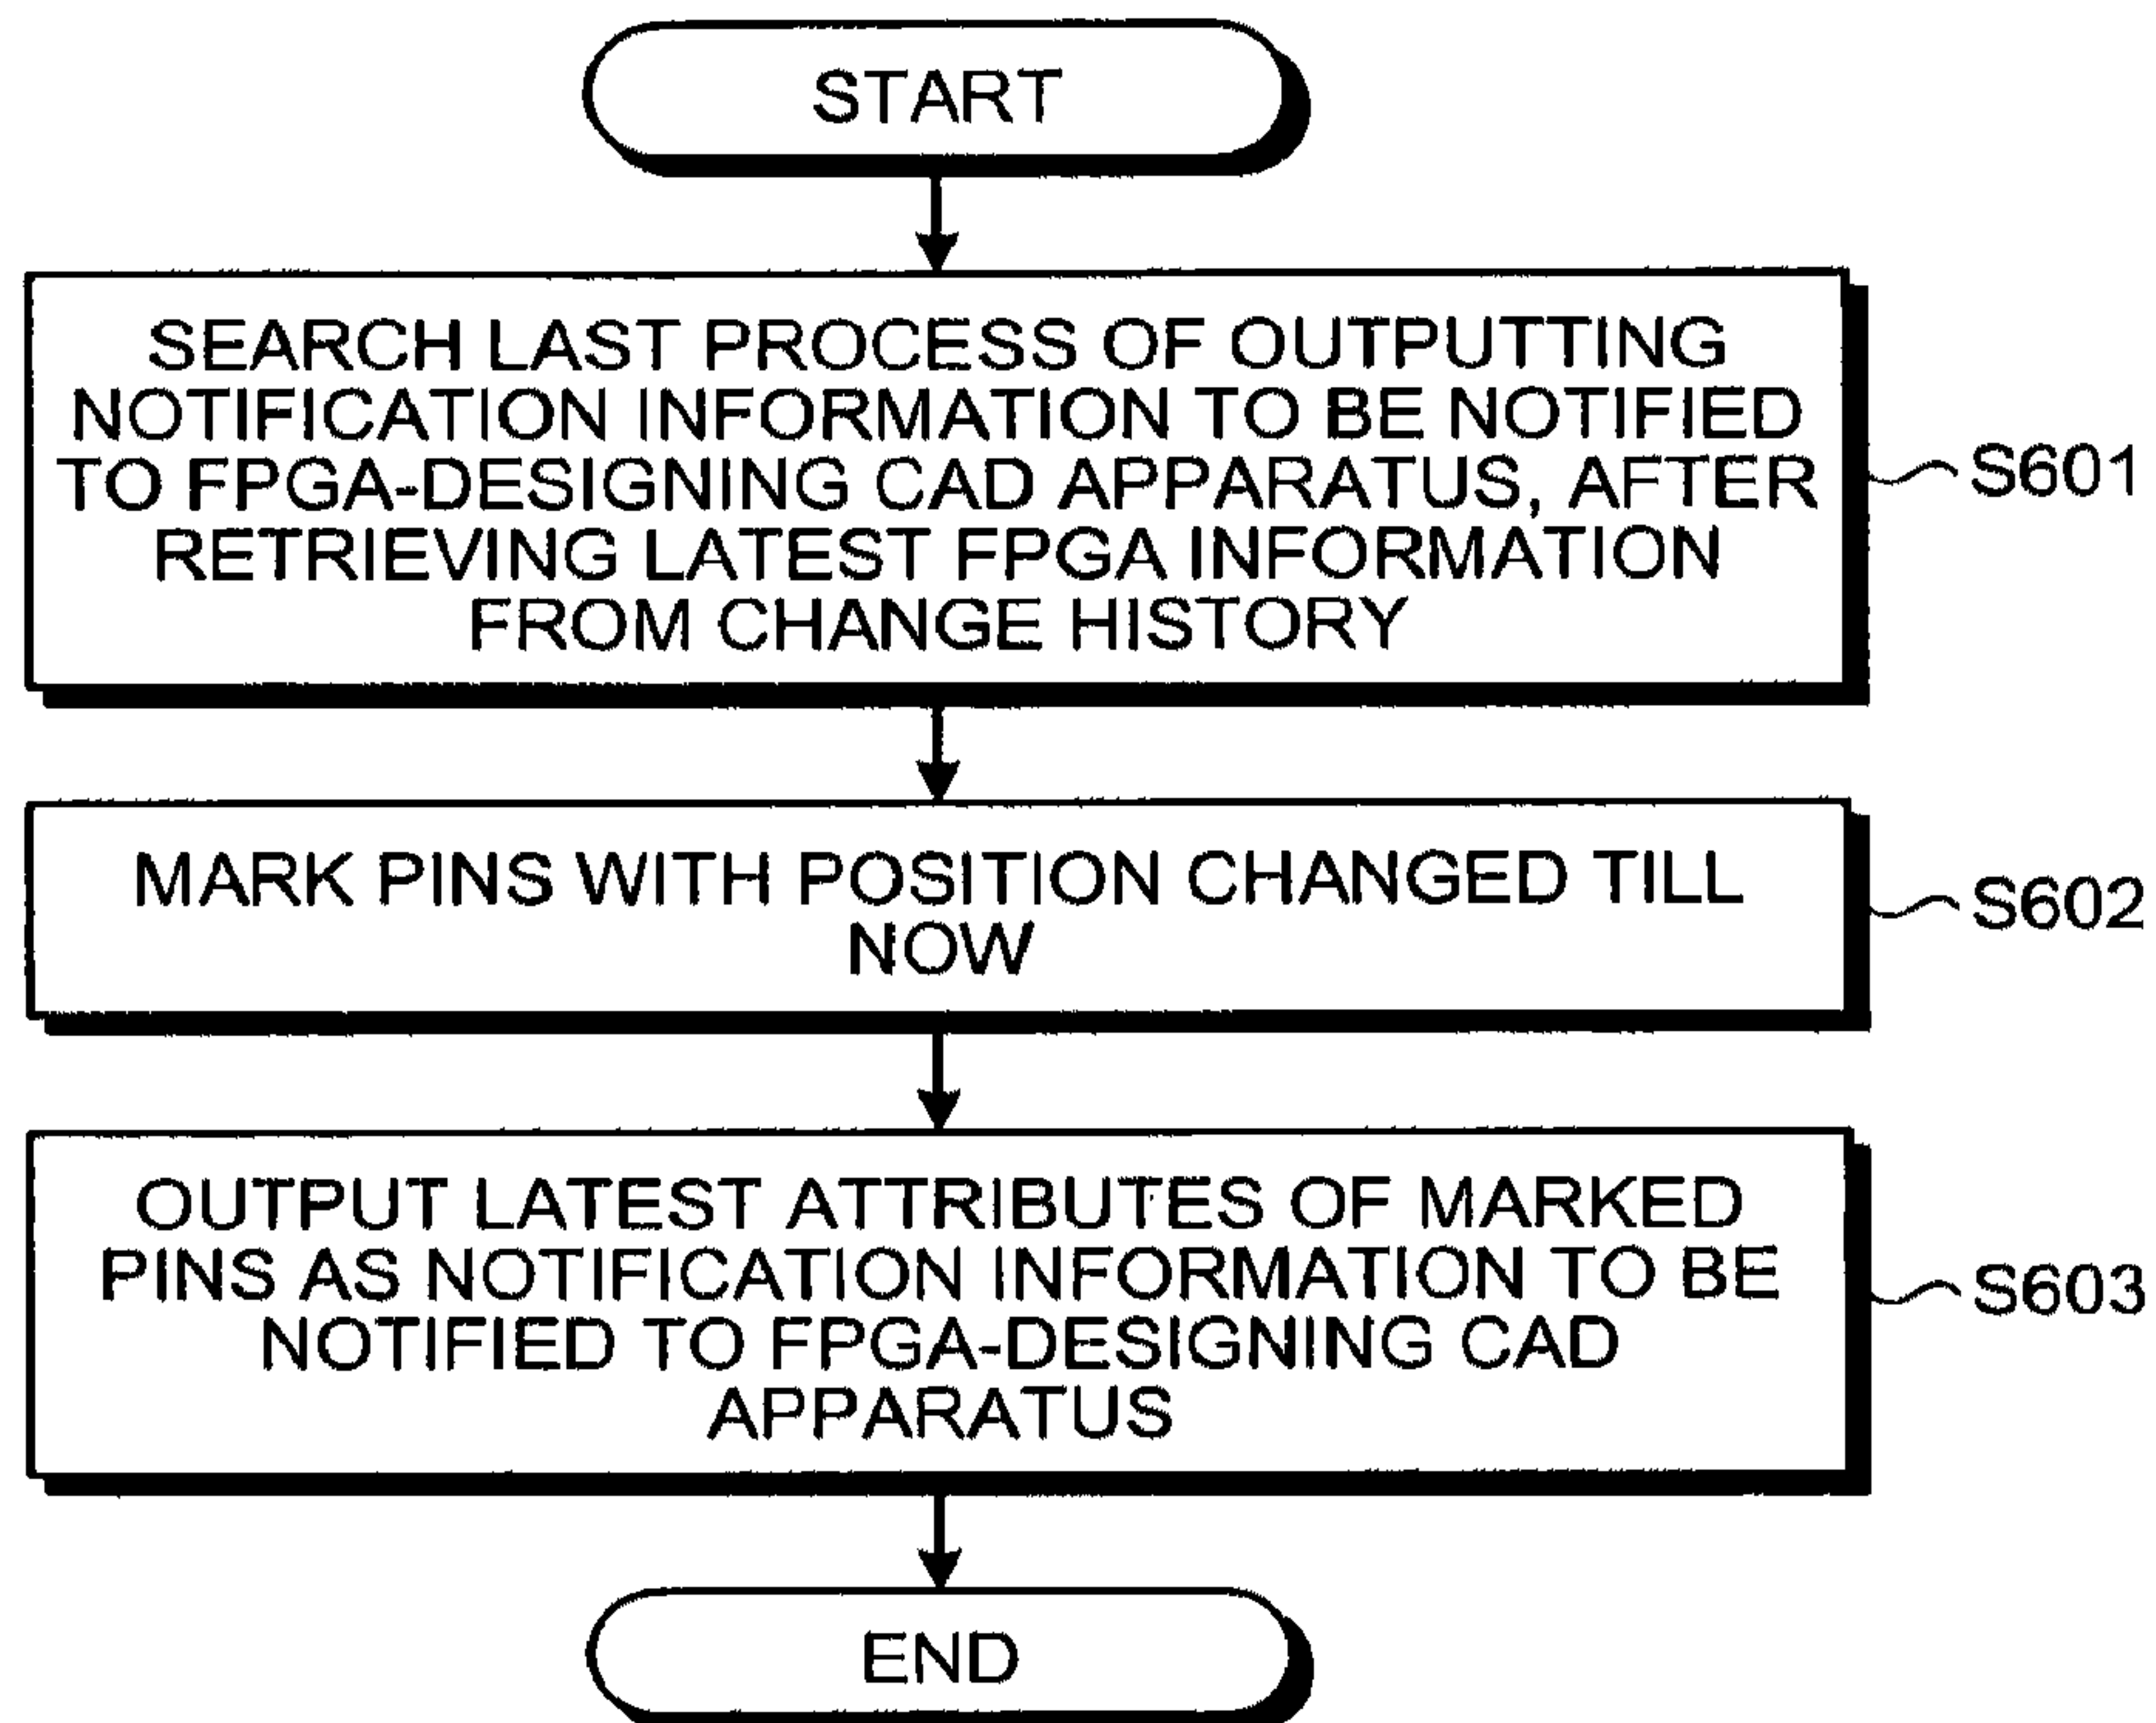 START
SEARCH LAST PROCESS OF OUTPUTTING
NOTIFICATION INFORMATION TO BE NOTIFIED
TO FPGA-DESIGNING CAD APPARATUS, AFTER
RETRIEVING LATEST FPGA INFORMATION
FROM CHANGE HISTORY
S601
MARK PINS WITH POSITION CHANGED TILL
NOW
S602
OUTPUT LATEST ATTRIBUTES OF MARKED
PINS AS NOTIFICATION INFORMATION TO BE
NOTIFIED TO FPGA-DESIGNING CAD
APPARATUS
S603
END